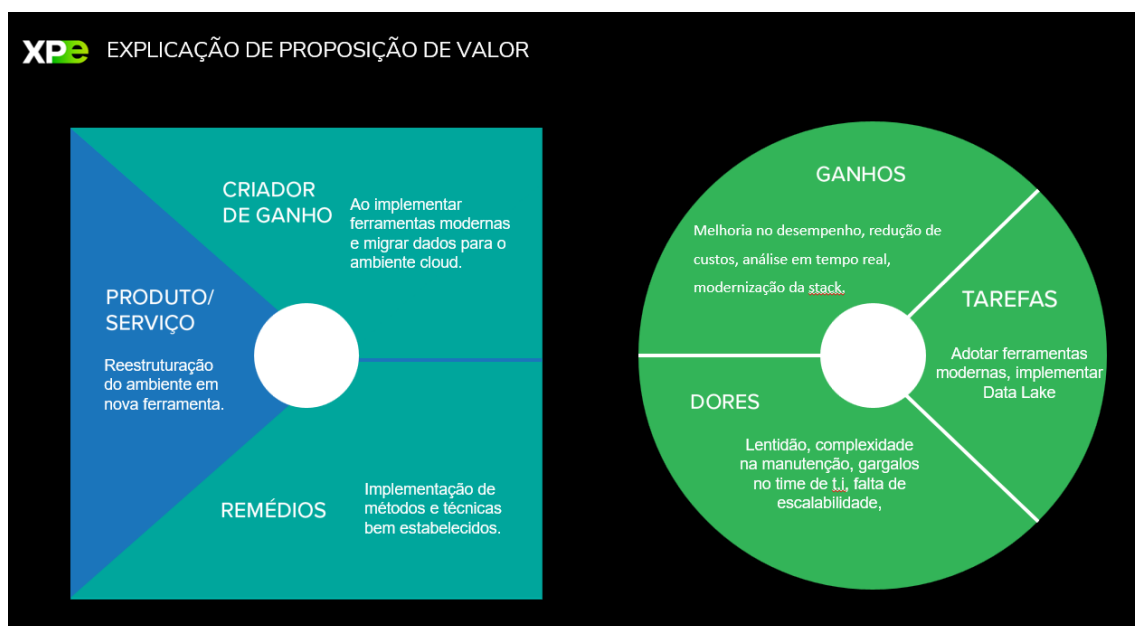 XPe EXPLICAÇÃO DE PROPOSIÇÃO DE VALOR
CRIADOR
DE GANHO
Ao implementar
ferramentas modernas
e migrar dados para o
ambiente cloud.
PRODUTO/
SERVIÇO
Reestruturação
do ambiente em
nova ferramenta.
REMÉDIOS
Implementação de
métodos e técnicas
bem estabelecidos.
GANHOS
Melhoria no desempenho, redução de
custos, análise em tempo real,
modernização da stack.
TAREFAS
Adotar ferramentas
modernas, implementar
Data Lake
DORES
Lentidão, complexidade
na manutenção, gargalos
no time de t.i, falta de
escalabilidade,